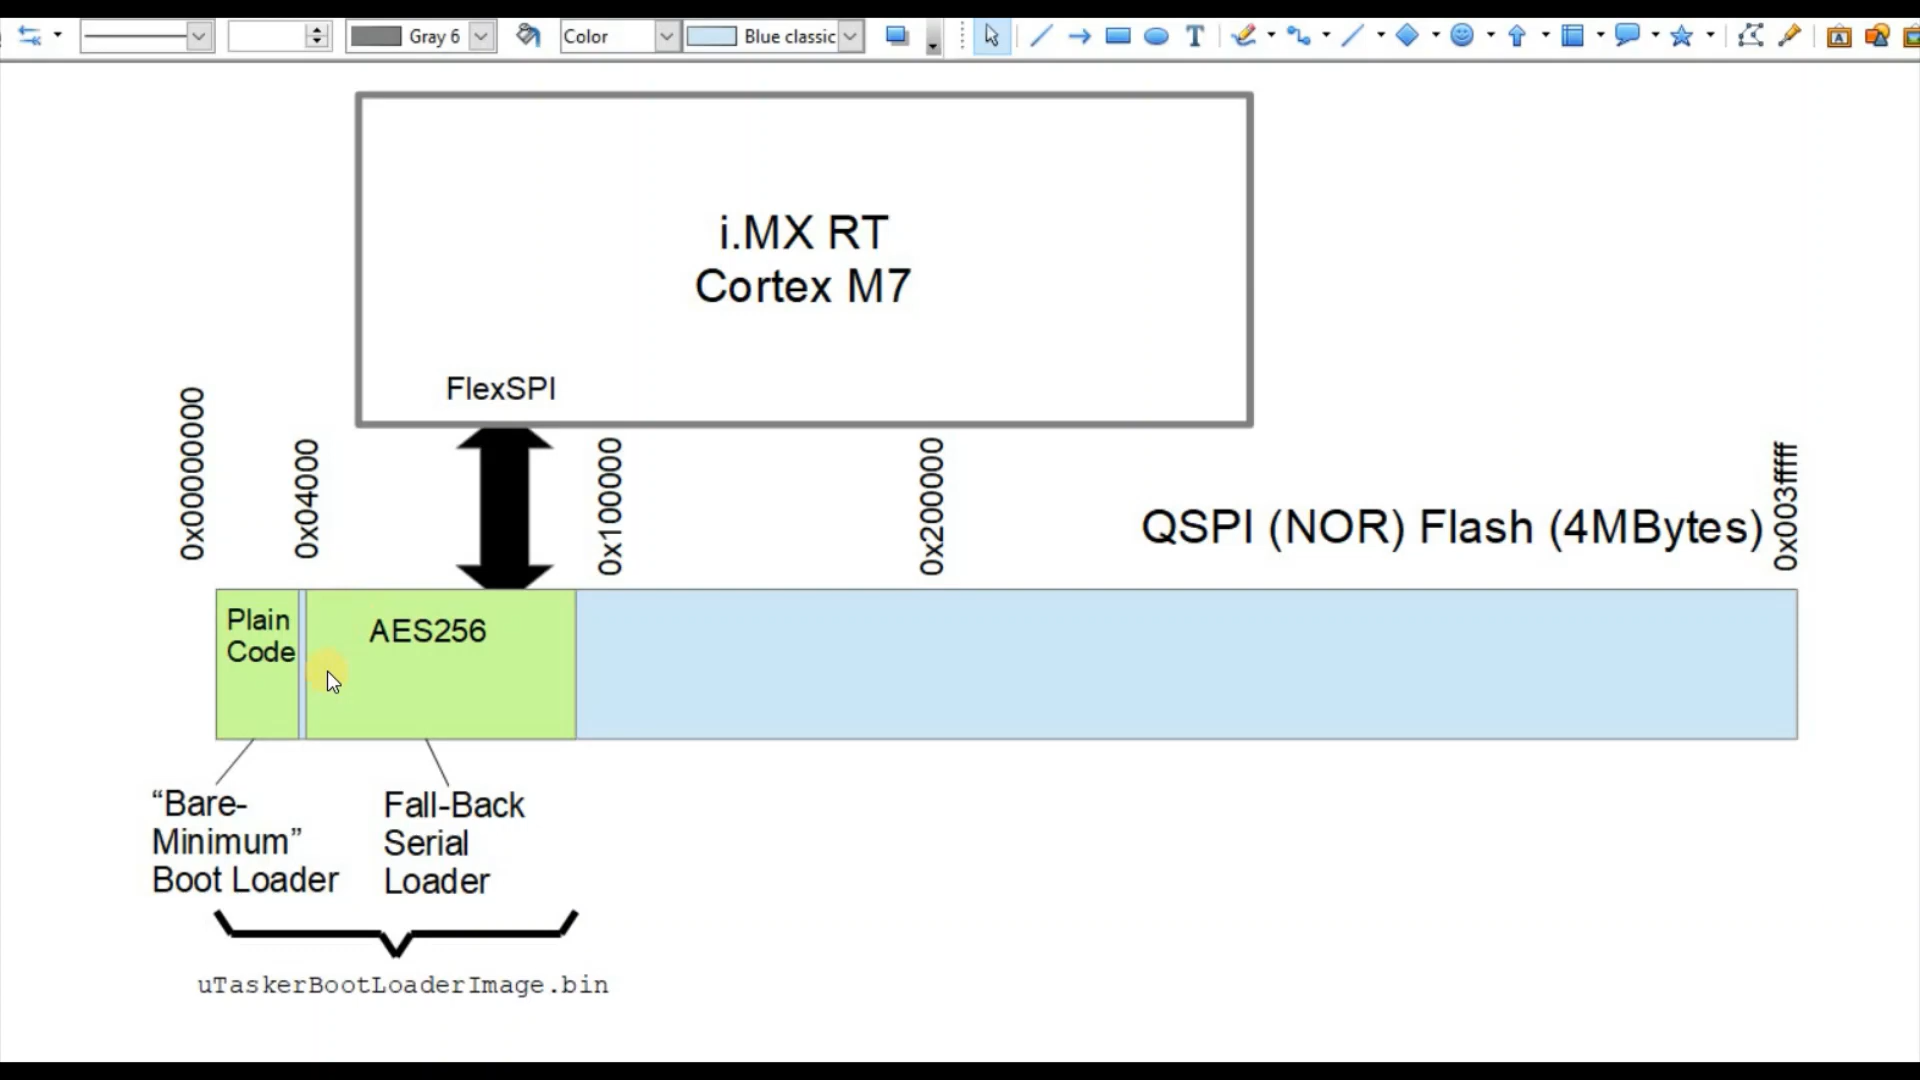 Gray 6
Color
Blue classic
i.MX RT
Cortex M7
FlexSPI
0x00000000
0x04000
0x100000
0x200000
QSPI (NOR) Flash (4MBytes)
0x003fffff
Plain
Code
AES256
“Bare-
Minimum”
Boot Loader
Fall-Back
Serial
Loader
uTaskerBootLoaderImage.bin